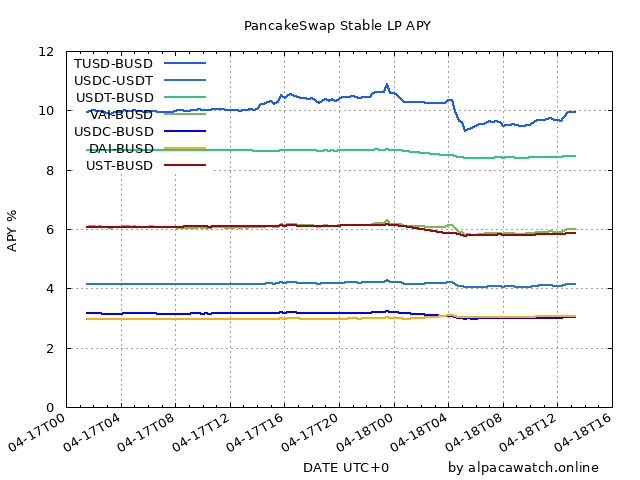 PancakeSwap Stable LP APY
12
10
8
6
4
2
0
APY %
TUSD-BUSD
USDC-USDT
USDT-BUSD
VAI-BUSD
USDC-BUSD
DAI-BUSD
UST-BUSD
04-17T00
04-17T04
04-17T08
04-17T12
04-17T16
04-17T20
04-18T00
04-18T04
04-18T08
04-18T12
04-18T16
DATE UTC+0
by alpacawatch.online